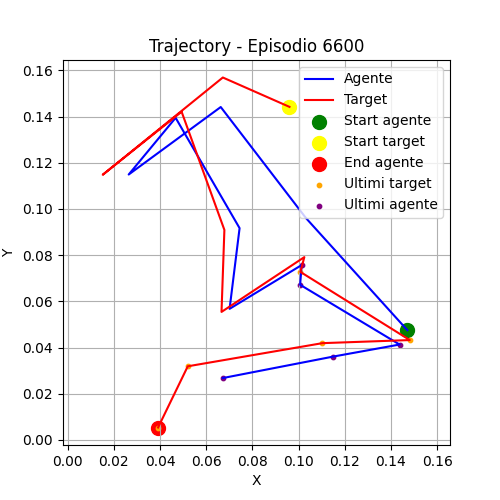 Trajectory - Episodio 6600
Agente
Target
Start agente
Start target
End agente
Ultimi target
Ultimi agente
Y
0.16
0.14
0.12
0.10
0.08
0.06
0.04
0.02
0.00
0.00 0.02 0.04 0.06 0.08 0.10 0.12 0.14 0.16
X